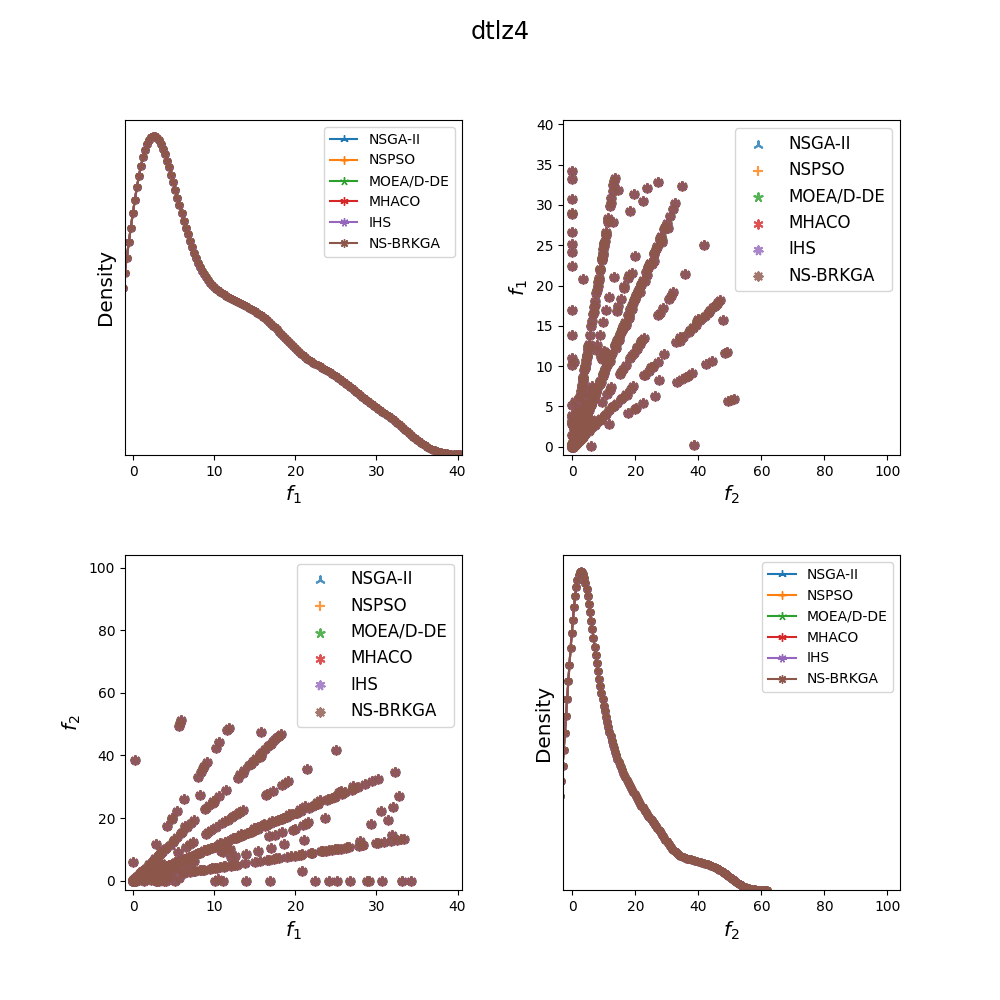 dtlz4
Density
NSGA-II
NSPSO
MOEA/D-DE
MHACO
IHS
NS-BRKGA
0 10 20 30 40
f1
f1
40
35
30
25
20
15
10
5
0
NSGA-II
NSPSO
MOEA/D-DE
MHACO
IHS
NS-BRKGA
0 20 40 60 80 100
f2
f2
100
80
60
40
20
0
NSGA-II
NSPSO
MOEA/D-DE
MHACO
IHS
NS-BRKGA
0 10 20 30 40
f1
Density
NSGA-II
NSPSO
MOEA/D-DE
MHACO
IHS
NS-BRKGA
0 20 40 60 80 100
f2